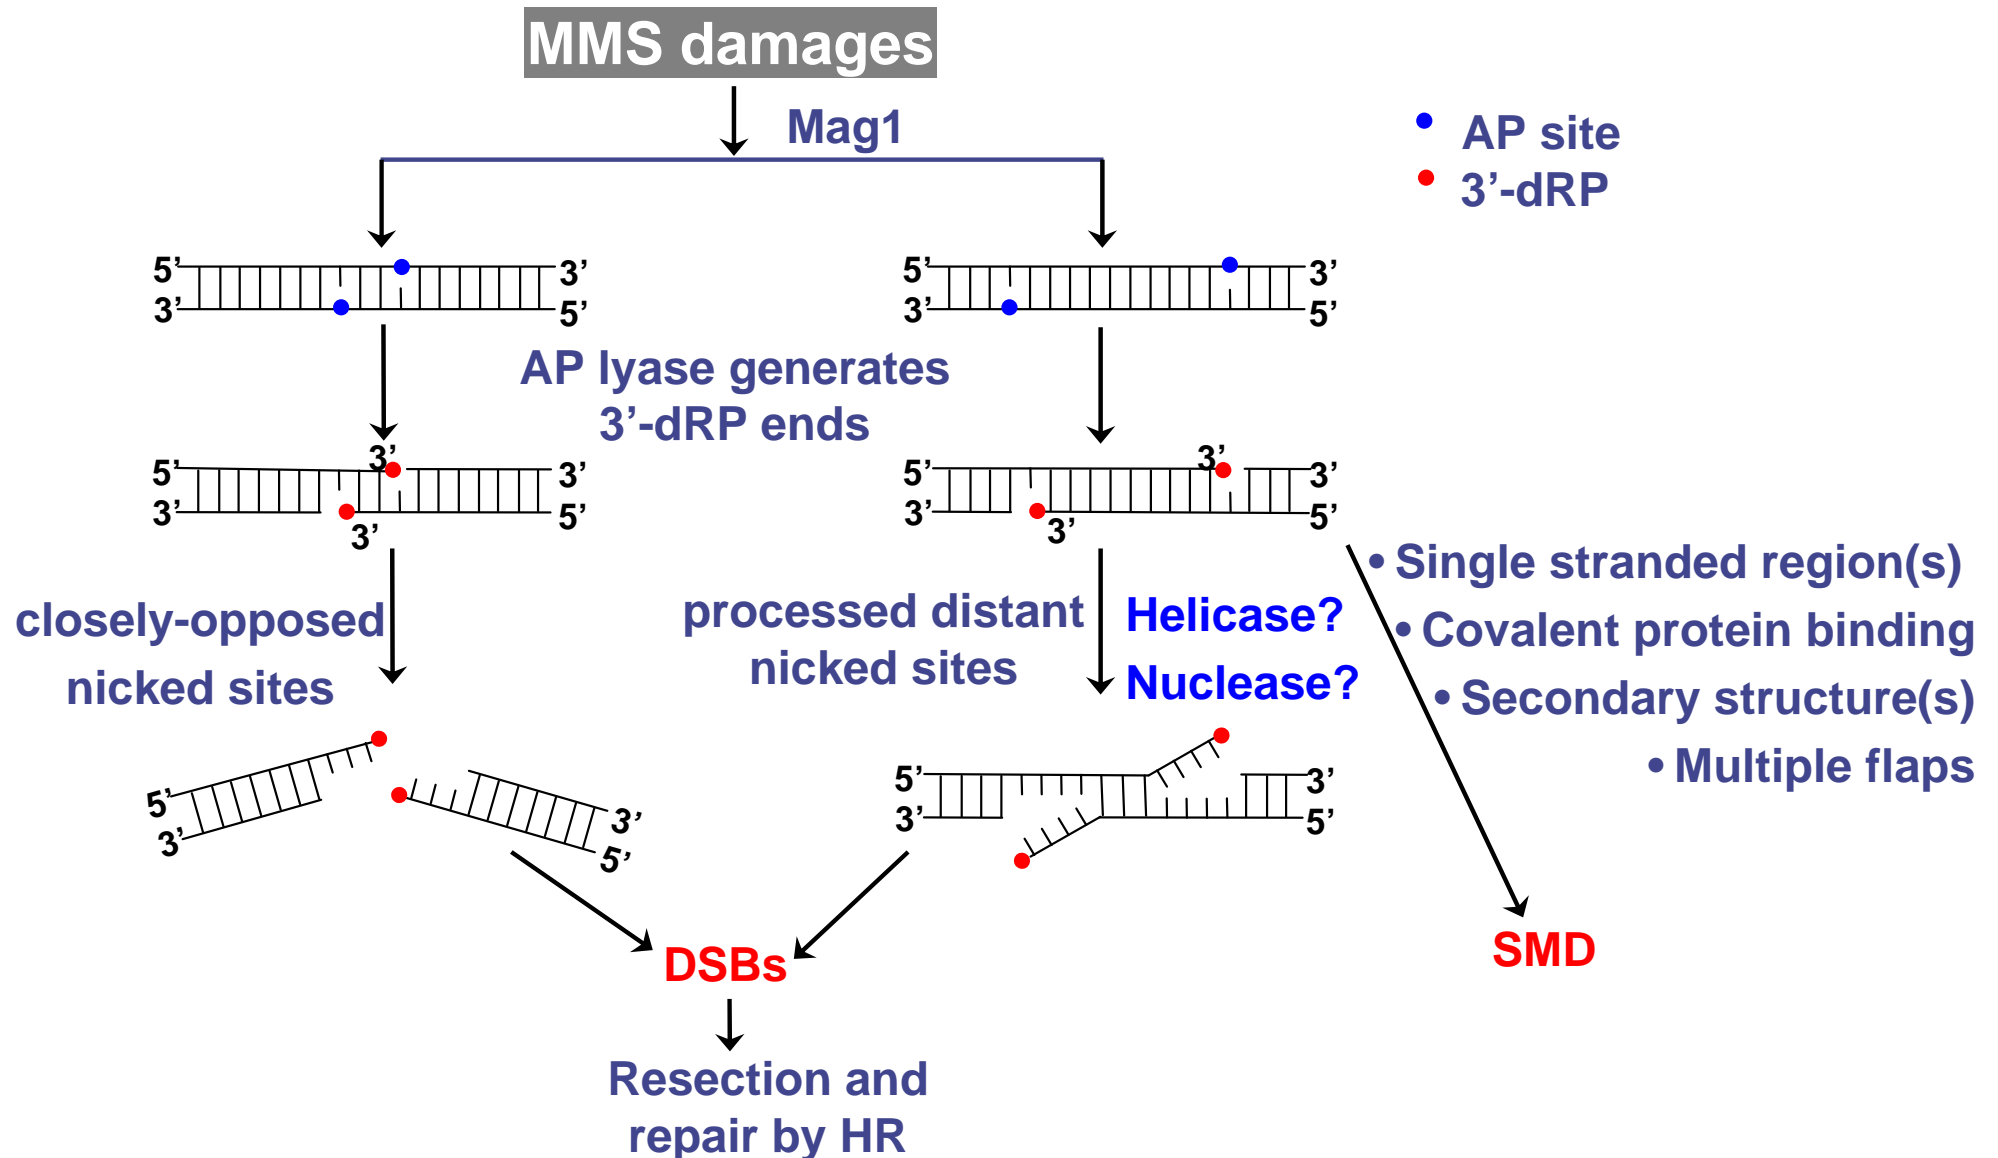 MMS damages
Mag1
AP site
3’-dRP
5’
3’
3’
5’
5’
3’
3’
5’
AP lyase generates
3’-dRP ends
5’
3’
3’
3’
3’
5’
5’
3’
3’
3’
3’
5’
closely-opposed
nicked sites
processed distant
nicked sites
Helicase?
Nuclease?
• Single stranded region(s)
• Covalent protein binding
• Secondary structure(s)
• Multiple flaps
5’
3’
3’
5’
5’
3’
3’
5’
DSBs
SMD
Resection and
repair by HR